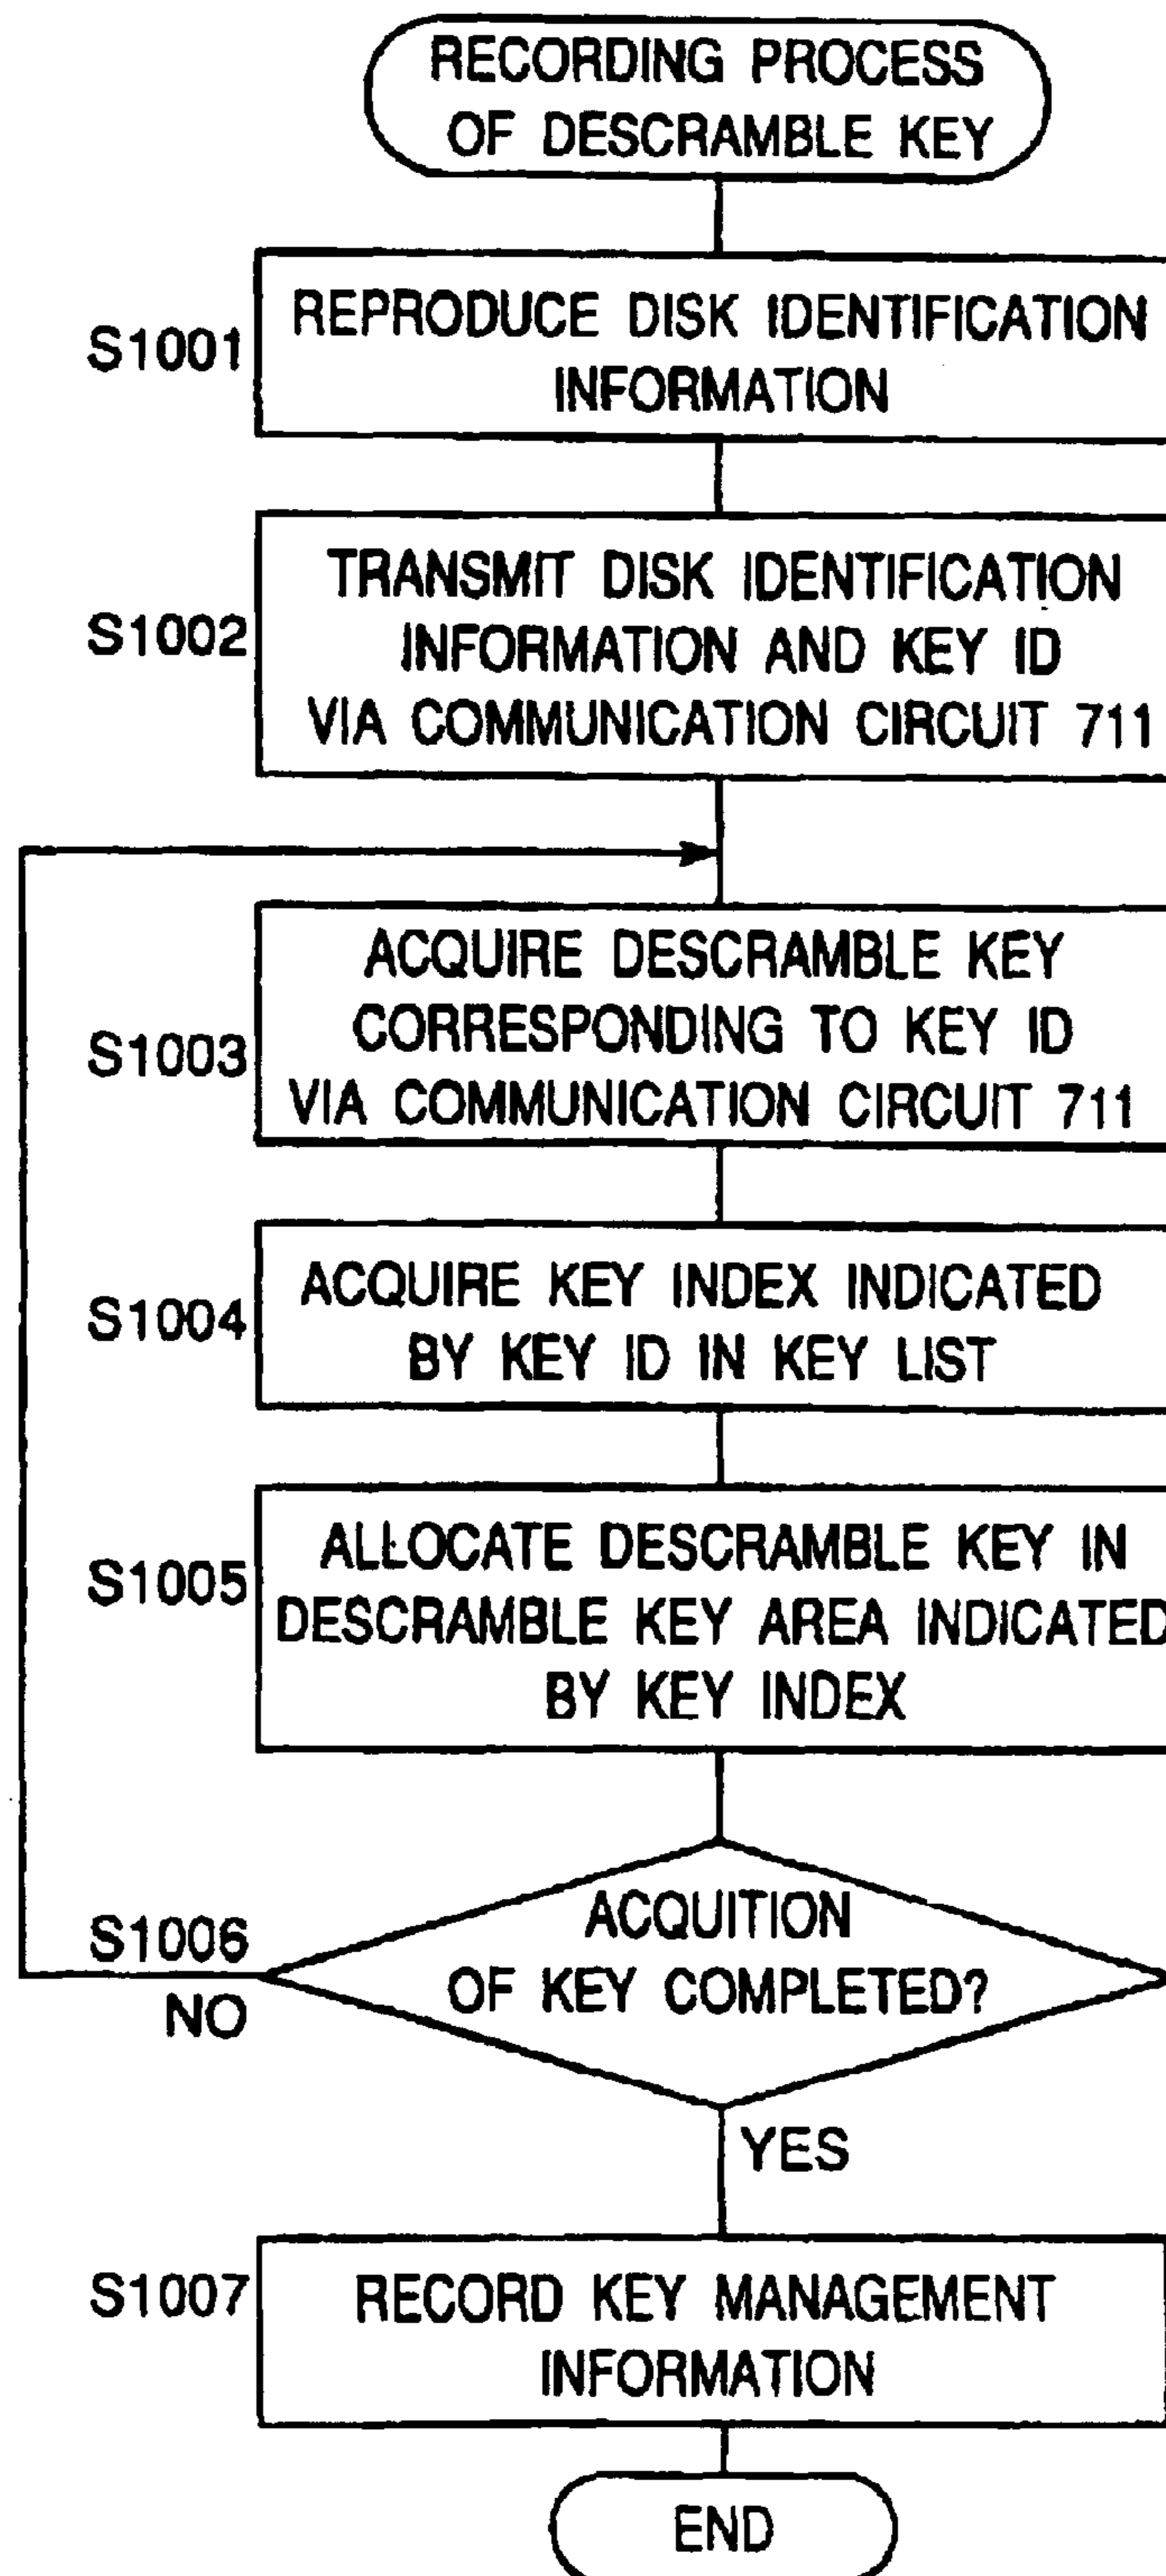 RECORDING PROCESS
OF DESCRAMBLE KEY
S1001
REPRODUCE DISK IDENTIFICATION
INFORMATION
S1002
TRANSMIT DISK IDENTIFICATION
INFORMATION AND KEY ID
VIA COMMUNICATION CIRCUIT 711
S1003
ACQUIRE DESCRAMBLE KEY
CORRESPONDING TO KEY ID
VIA COMMUNICATION CIRCUIT 711
S1004
ACQUIRE KEY INDEX INDICATED
BY KEY ID IN KEY LIST
S1005
ALLOCATE DESCRAMBLE KEY IN
DESCRAMBLE KEY AREA INDICATED
BY KEY INDEX
S1006
ACQUITION
OF KEY COMPLETED?
NO
YES
S1007
RECORD KEY MANAGEMENT
INFORMATION
END